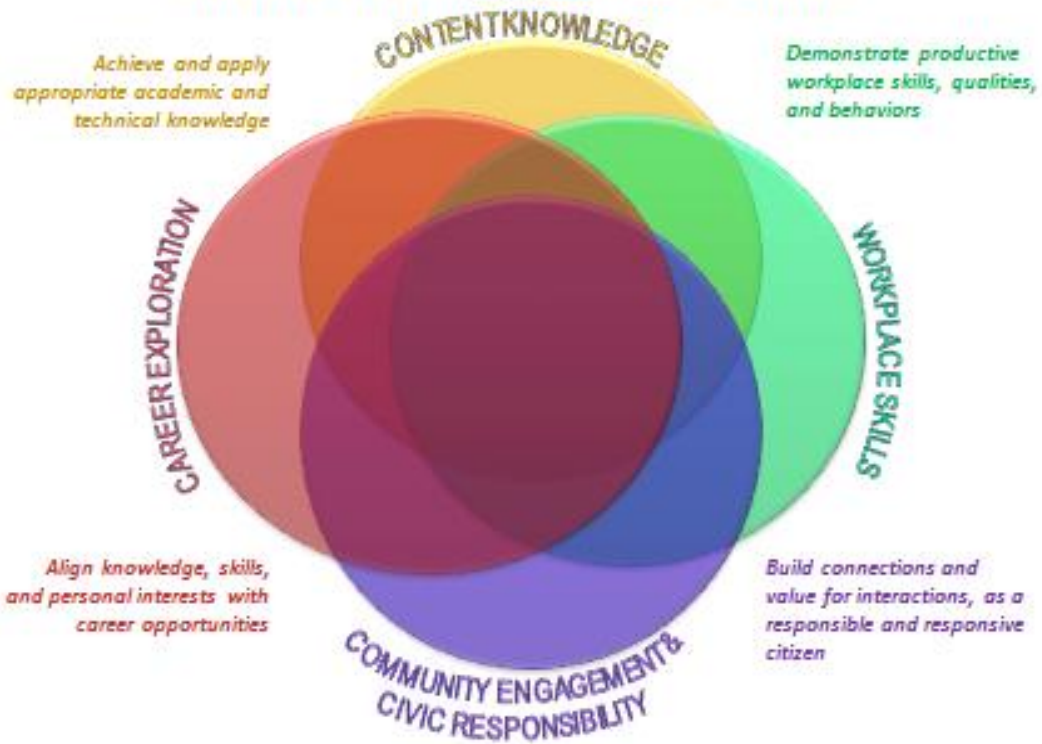 CONTENT KNOWLEDGE
Achieve and apply
appropriate academic and
technical knowledge
Demonstrate productive
workplace skills, qualities,
and behaviors
CAREER EXPLORATION
WORKPLACE SKILLS
Align knowledge, skills,
and personal interests with
career opportunities
Build connections and
value for interactions, as a
responsible and responsive
citizen
COMMUNITY ENGAGEMENT &
CIVIC RESPONSIBILITY